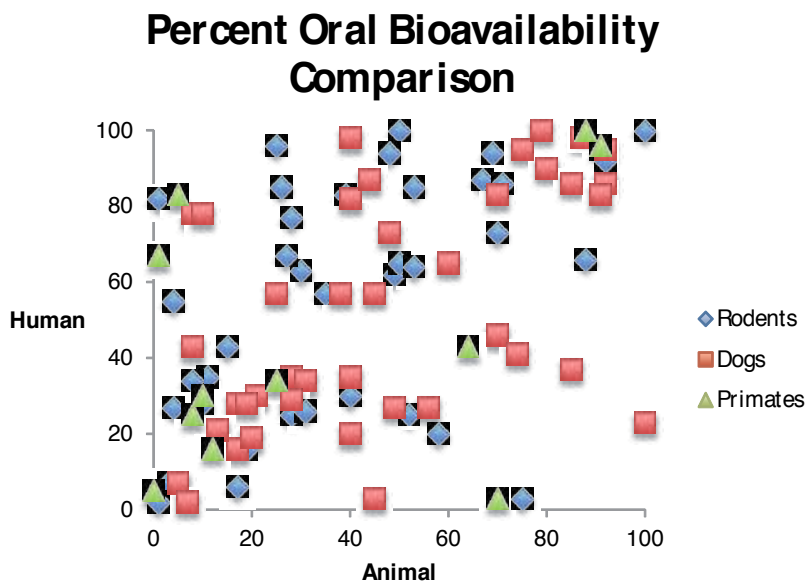 Percent Oral Bioavailability
Comparison
100
80
60
40
20
0
Human
0 20 40 60 80 100
Animal
Rodents
Dogs
Primates